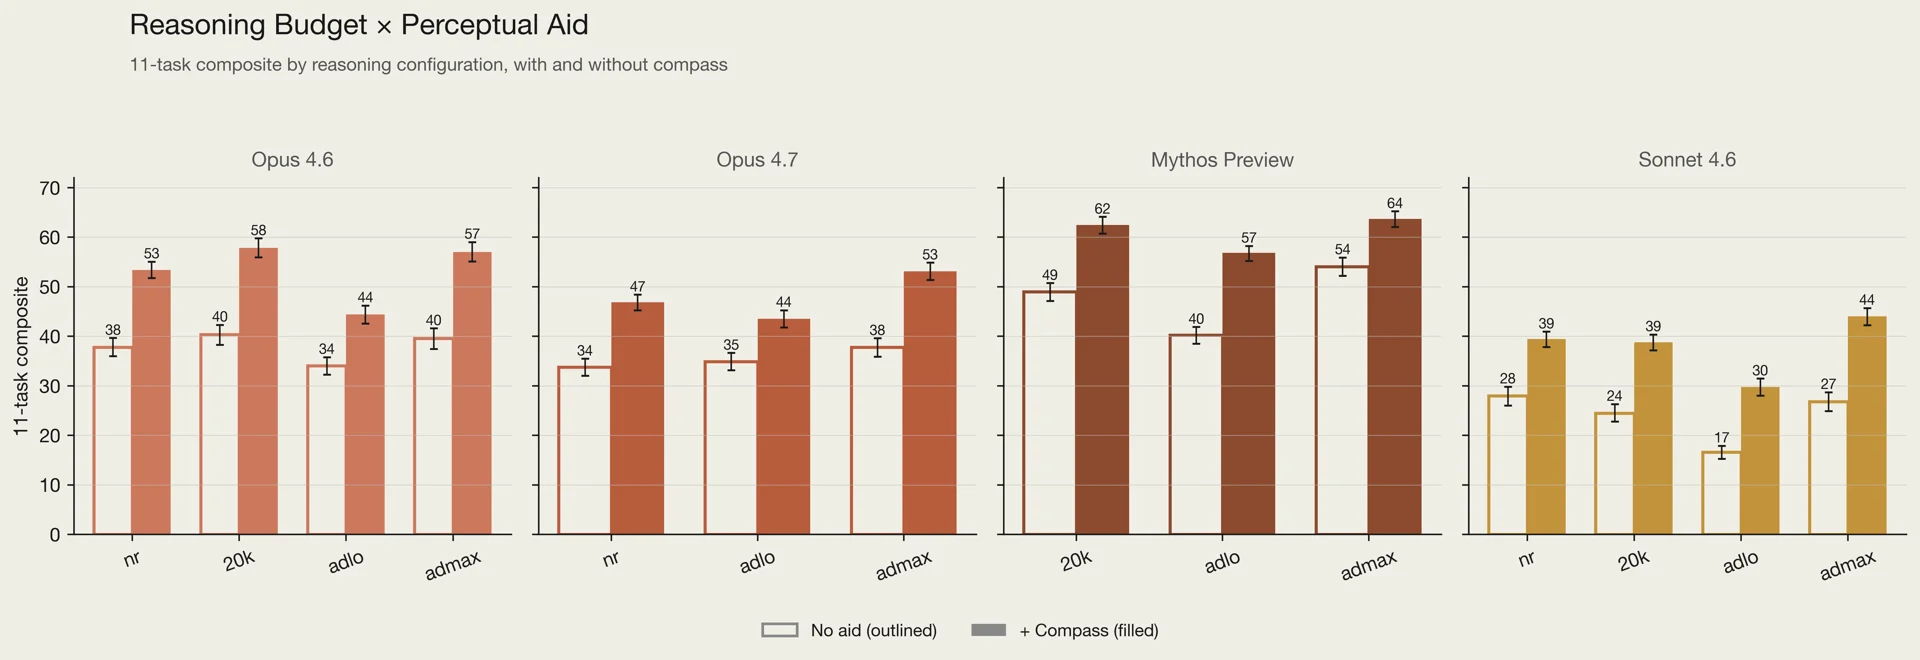 Reasoning Budget × Perceptual Aid
11-task composite by reasoning configuration, with and without compass
Opus 4.6
Opus 4.7
Mythos Preview
Sonnet 4.6
11-task composite
70
60
50
40
30
20
10
0
38
53
40
58
34
44
40
57
34
47
35
44
38
53
49
62
40
57
54
64
28
39
24
39
17
30
27
44
nr
20k
adlo
admax
nr
adlo
admax
20k
adlo
admax
nr
20k
adlo
admax
No aid (outlined)
+ Compass (filled)